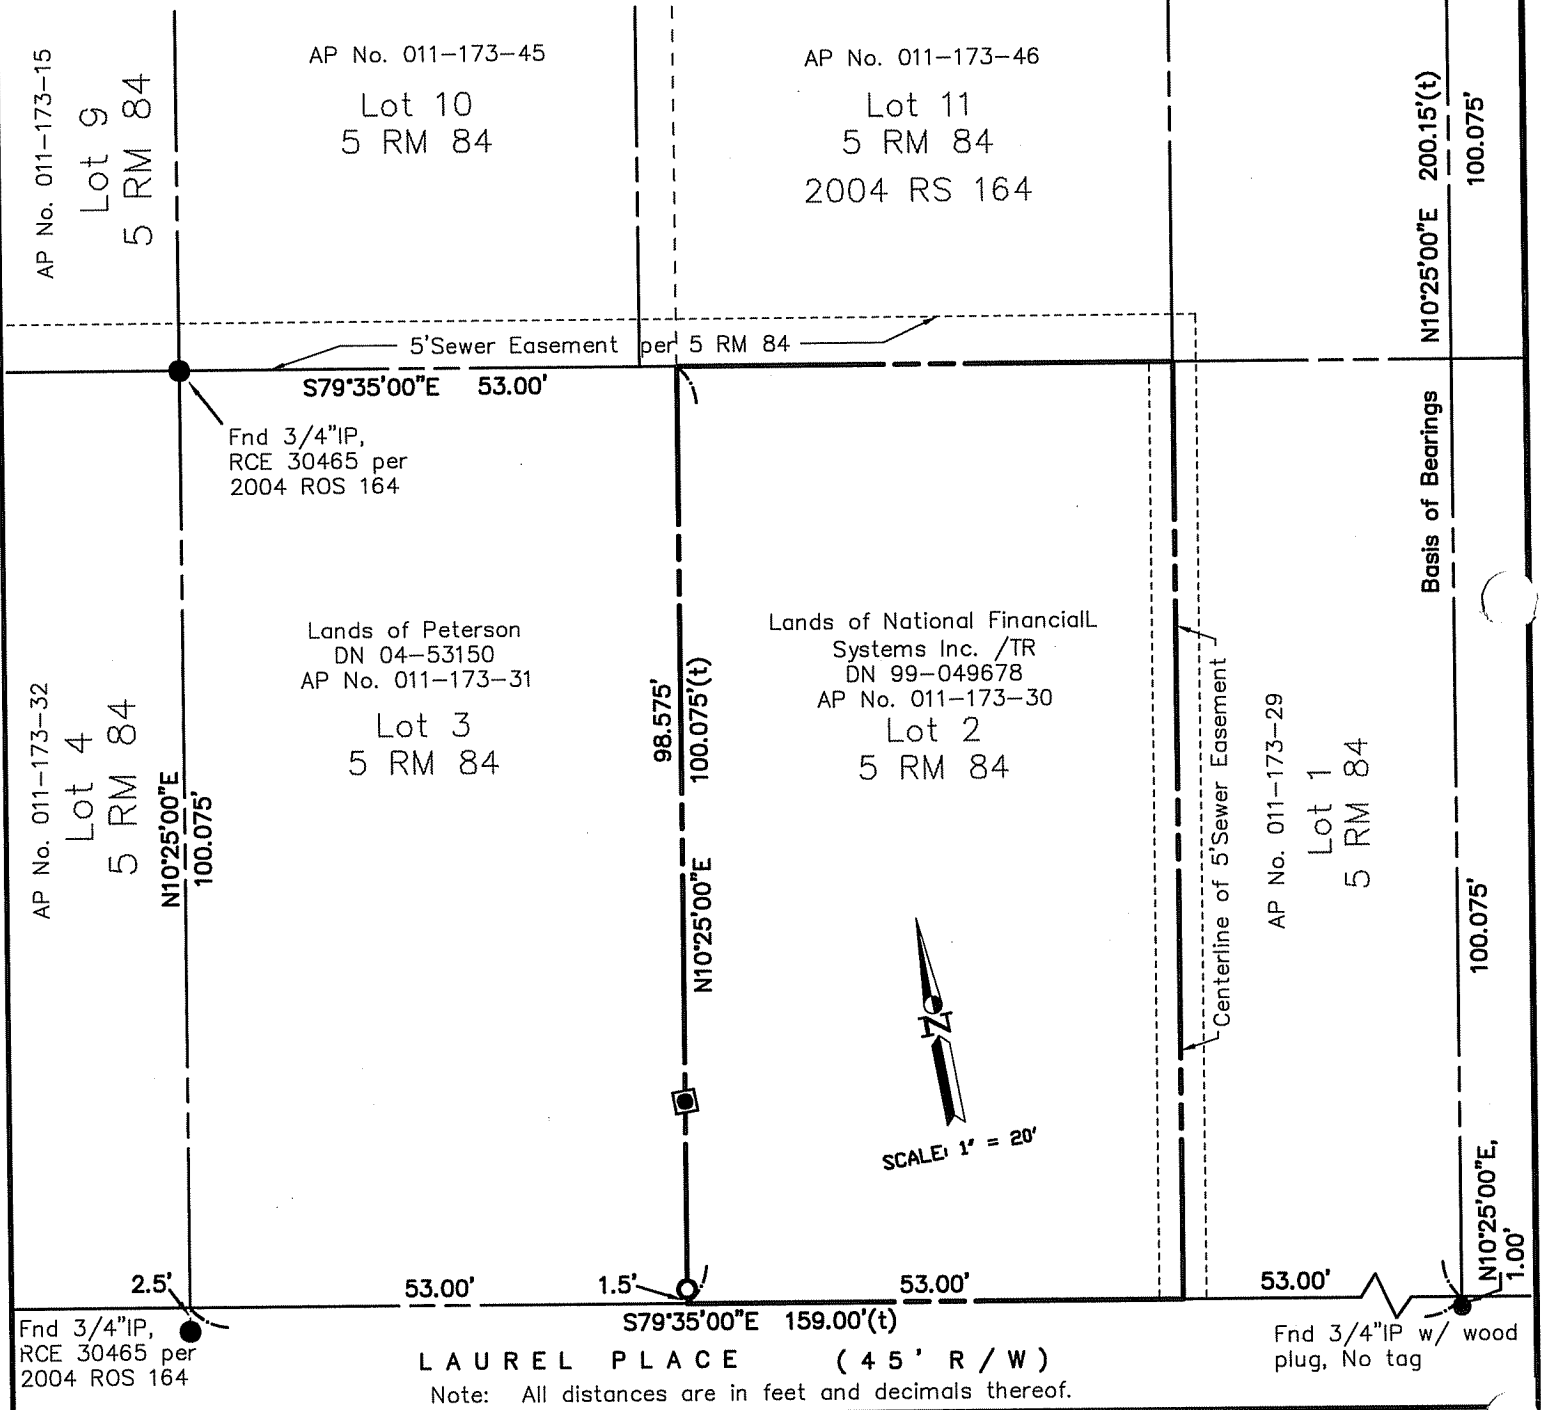 AP No. 011-173-15
Lot 9
5 RM 84
AP No. 011-173-45
Lot 10
5 RM 84
AP No. 011-173-46
Lot 11
5 RM 84
2004 RS 164
N10°25'00"E 200.15'(t)
100.075'
5'Sewer Easement per 5 RM 84
S79°35'00"E 53.00'
Fnd 3/4"IP,
RCE 30465 per
2004 ROS 164
Basis of Bearings
AP No. 011-173-32
Lot 4
5 RM 84
N10°25'00"E
100.075'
Lands of Peterson
DN 04-53150
AP No. 011-173-31
Lot 3
5 RM 84
98.575'
100.075'(t)
N10°25'00"E
Lands of National FinancialL
Systems Inc. /TR
DN 99-049678
AP No. 011-173-30
Lot 2
5 RM 84
Centerline of 5'Sewer Easement
AP No. 011-173-29
Lot 1
5 RM 84
100.075'
N
SCALE: 1" = 20'
N10°25'00"E,
1.00'
2.5'
53.00'
1.5'
53.00'
53.00'
S79°35'00"E 159.00'(t)
Fnd 3/4"IP,
RCE 30465 per
2004 ROS 164
LAUREL PLACE (45' R/W)
Fnd 3/4"IP w/ wood
plug, No tag
Note: All distances are in feet and decimals thereof.